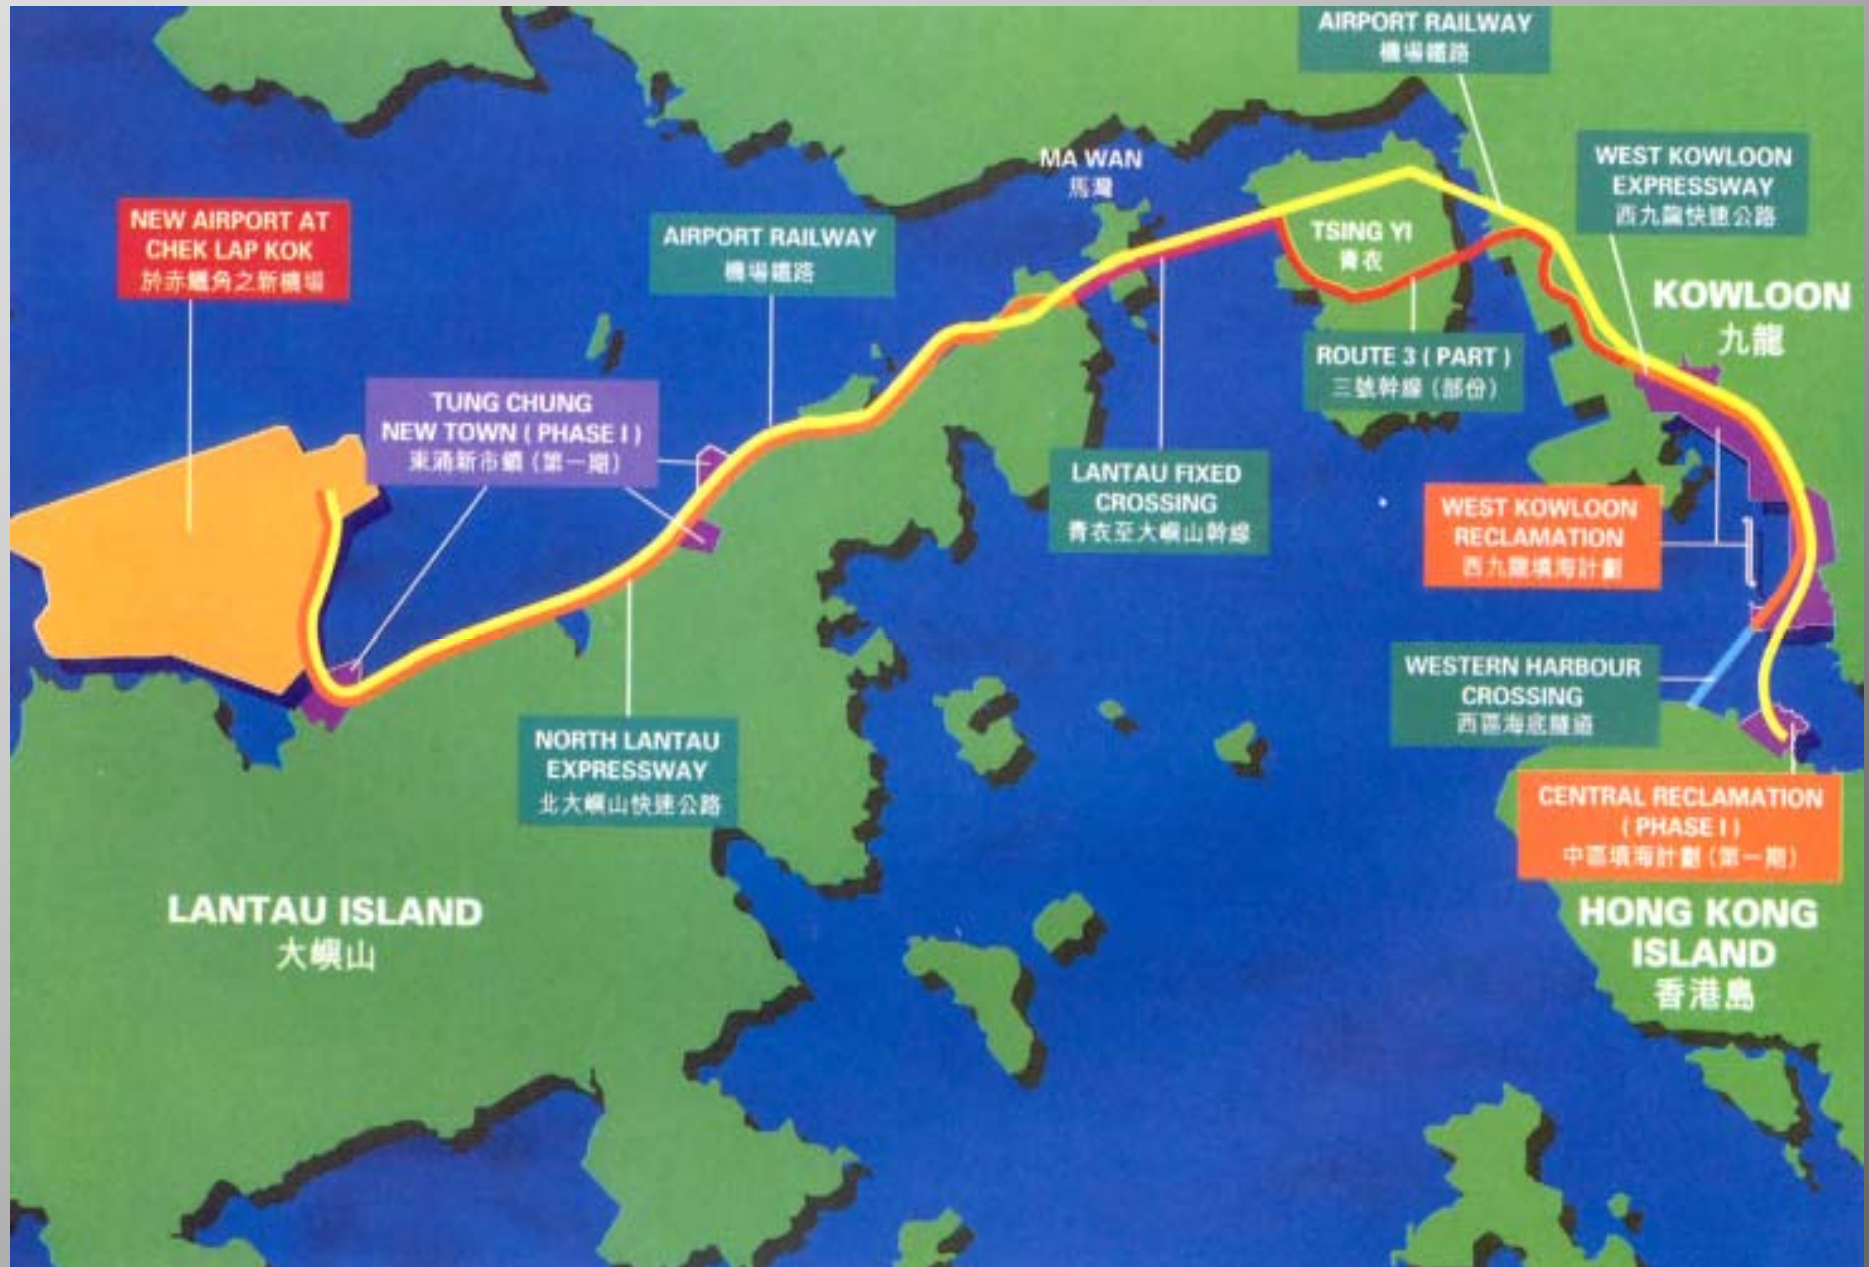 AIRPORT RAILWAY
機場鐵路
MA WAN
馬灣
WEST KOWLOON
EXPRESSWAY
西九龍快速公路
NEW AIRPORT AT
CHEK LAP KOK
於赤鱲角之新機場
AIRPORT RAILWAY
機場鐵路
TSING YI
青衣
KOWLOON
九龍
ROUTE 3 ( PART )
三號幹線 (部份)
TUNG CHUNG
NEW TOWN ( PHASE I )
東涌新市鎮 (第一期)
LANTAU FIXED
CROSSING
青衣至大嶼山幹線
WEST KOWLOON
RECLAMATION
西九龍填海計劃
WESTERN HARBOUR
CROSSING
西區海底隧道
NORTH LANTAU
EXPRESSWAY
北大嶼山快速公路
CENTRAL RECLAMATION
( PHASE I )
中區填海計劃 (第一期)
LANTAU ISLAND
大嶼山
HONG KONG
ISLAND
香港島